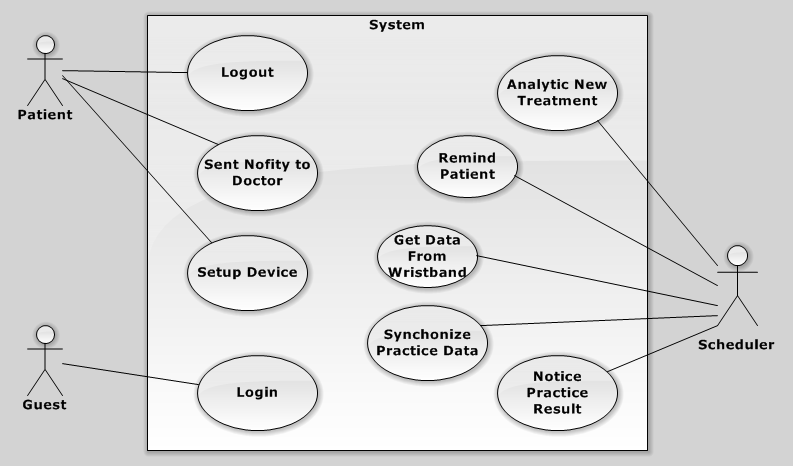 System
Logout
Analytic New
Treatment
Patient
Sent Nofity to
Doctor
Remind
Patient
Setup Device
Get Data
From
Wristband
Synchonize
Practice Data
Scheduler
Guest
Login
Notice
Practice
Result